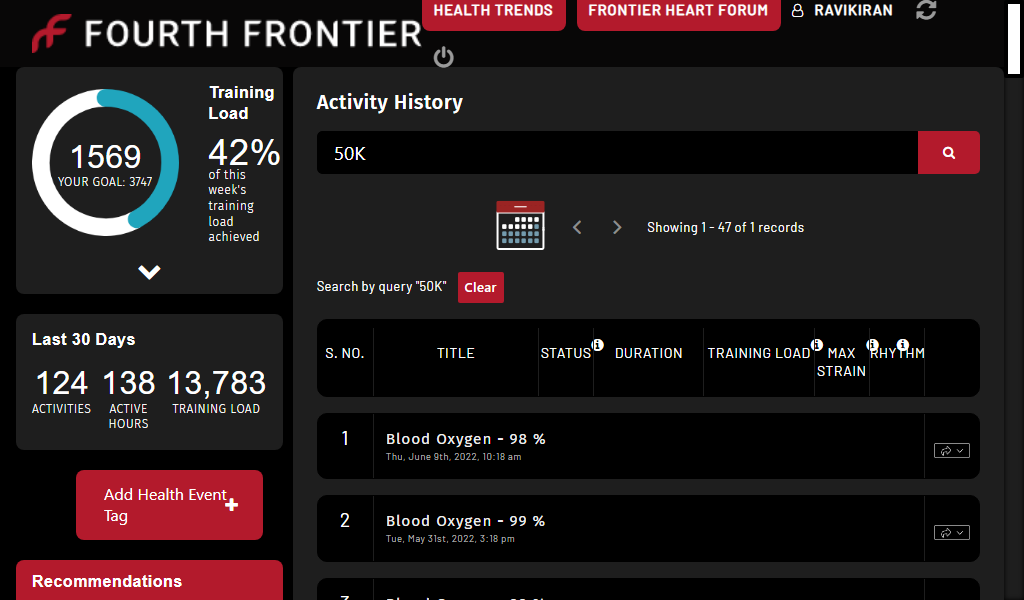 FOURTH FRONTIER
HEALTH TRENDS
FRONTIER HEART FORUM
RAVIKIRAN
1569
YOUR GOAL: 3747
Training
Load
42%
of this
week's
training
load
achieved
Last 30 Days
124
ACTIVITIES
138
ACTIVE
HOURS
13,783
TRAINING LOAD
Add Health Event
Tag
Recommendations
Activity History
50K
Showing 1 - 47 of 1 records
Search by query "50K"
Clear
S. NO.
TITLE
STATUS
DURATION
TRAINING LOAD
MAX
STRAIN
RHYTHM
1
Blood Oxygen - 98 %
Thu, June 9th, 2022, 10:18 am
2
Blood Oxygen - 99 %
Tue, May 31st, 2022, 3:18 pm